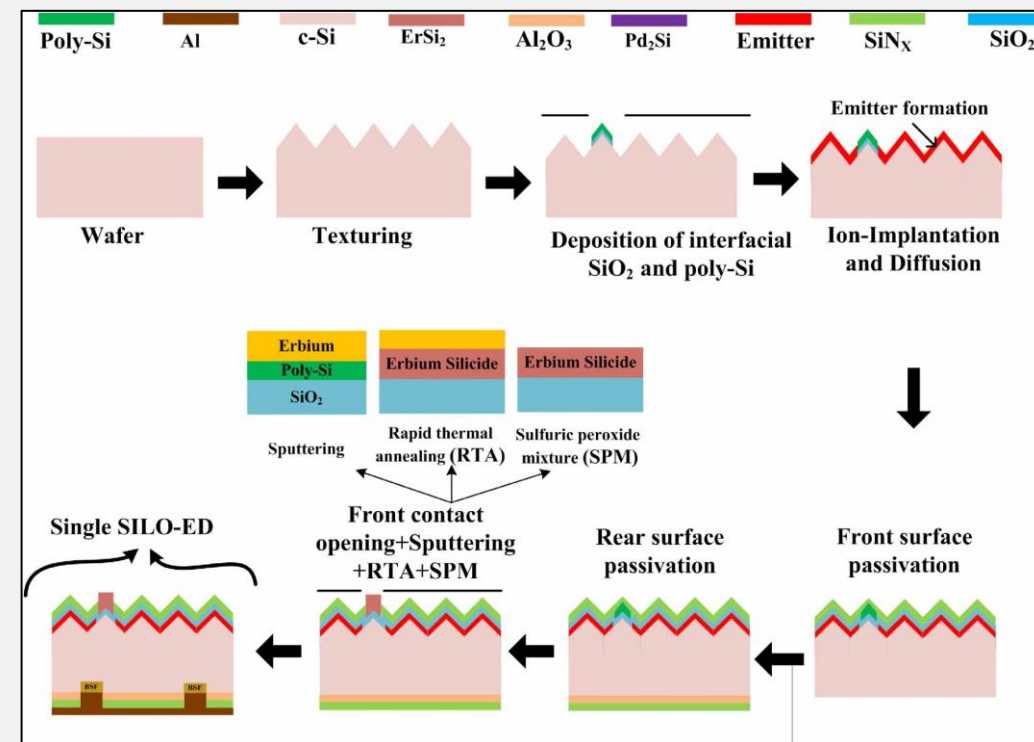 Poly-Si Al c-Si ErSi₂ Al₂O₃ Pd₂Si Emitter SiNX SiO₂
Emitter formation
Wafer
Texturing
Deposition of interfacial
SiO₂ and poly-Si
Ion-Implantation
and Diffusion
Erbium
Poly-Si
SiO₂
Erbium Silicide
Erbium Silicide
Sputtering
Rapid thermal
annealing (RTA)
Sulfuric peroxide
mixture (SPM)
Single SILO-ED
Front contact
opening+Sputtering
+RTA+SPM
Rear surface
passivation
Front surface
passivation
BSF
BSF